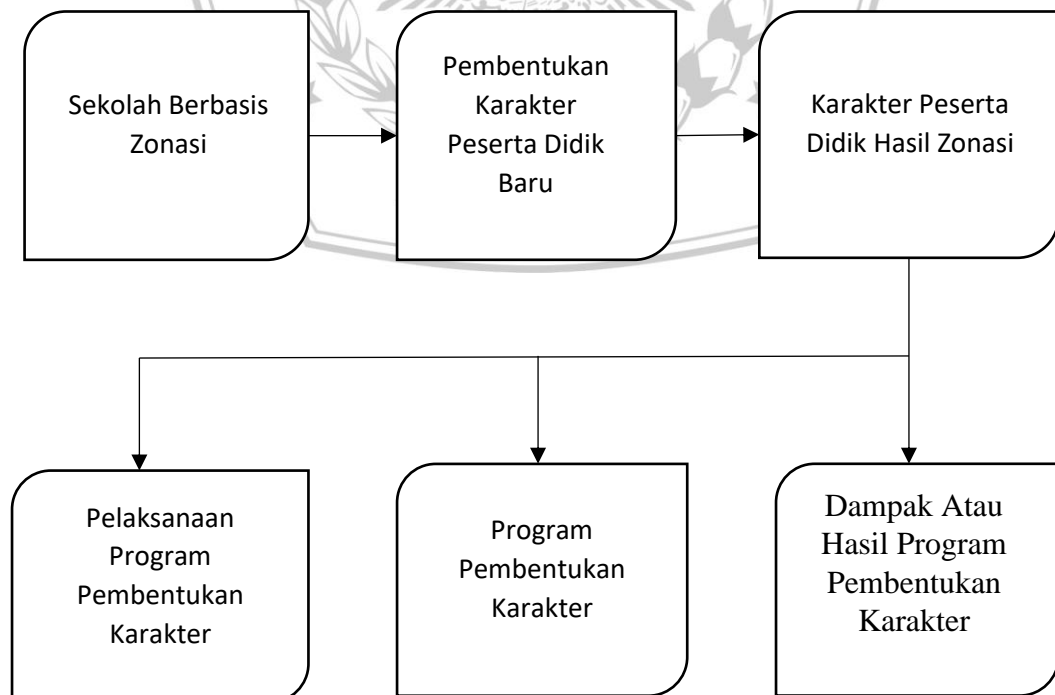 Sekolah Berbasis
Zonasi
Pembentukan
Karakter
Peserta Didik
Baru
Karakter Peserta
Didik Hasil Zonasi
Pelaksanaan
Program
Pembentukan
Karakter
Program
Pembentukan
Karakter
Dampak Atau
Hasil Program
Pembentukan
Karakter